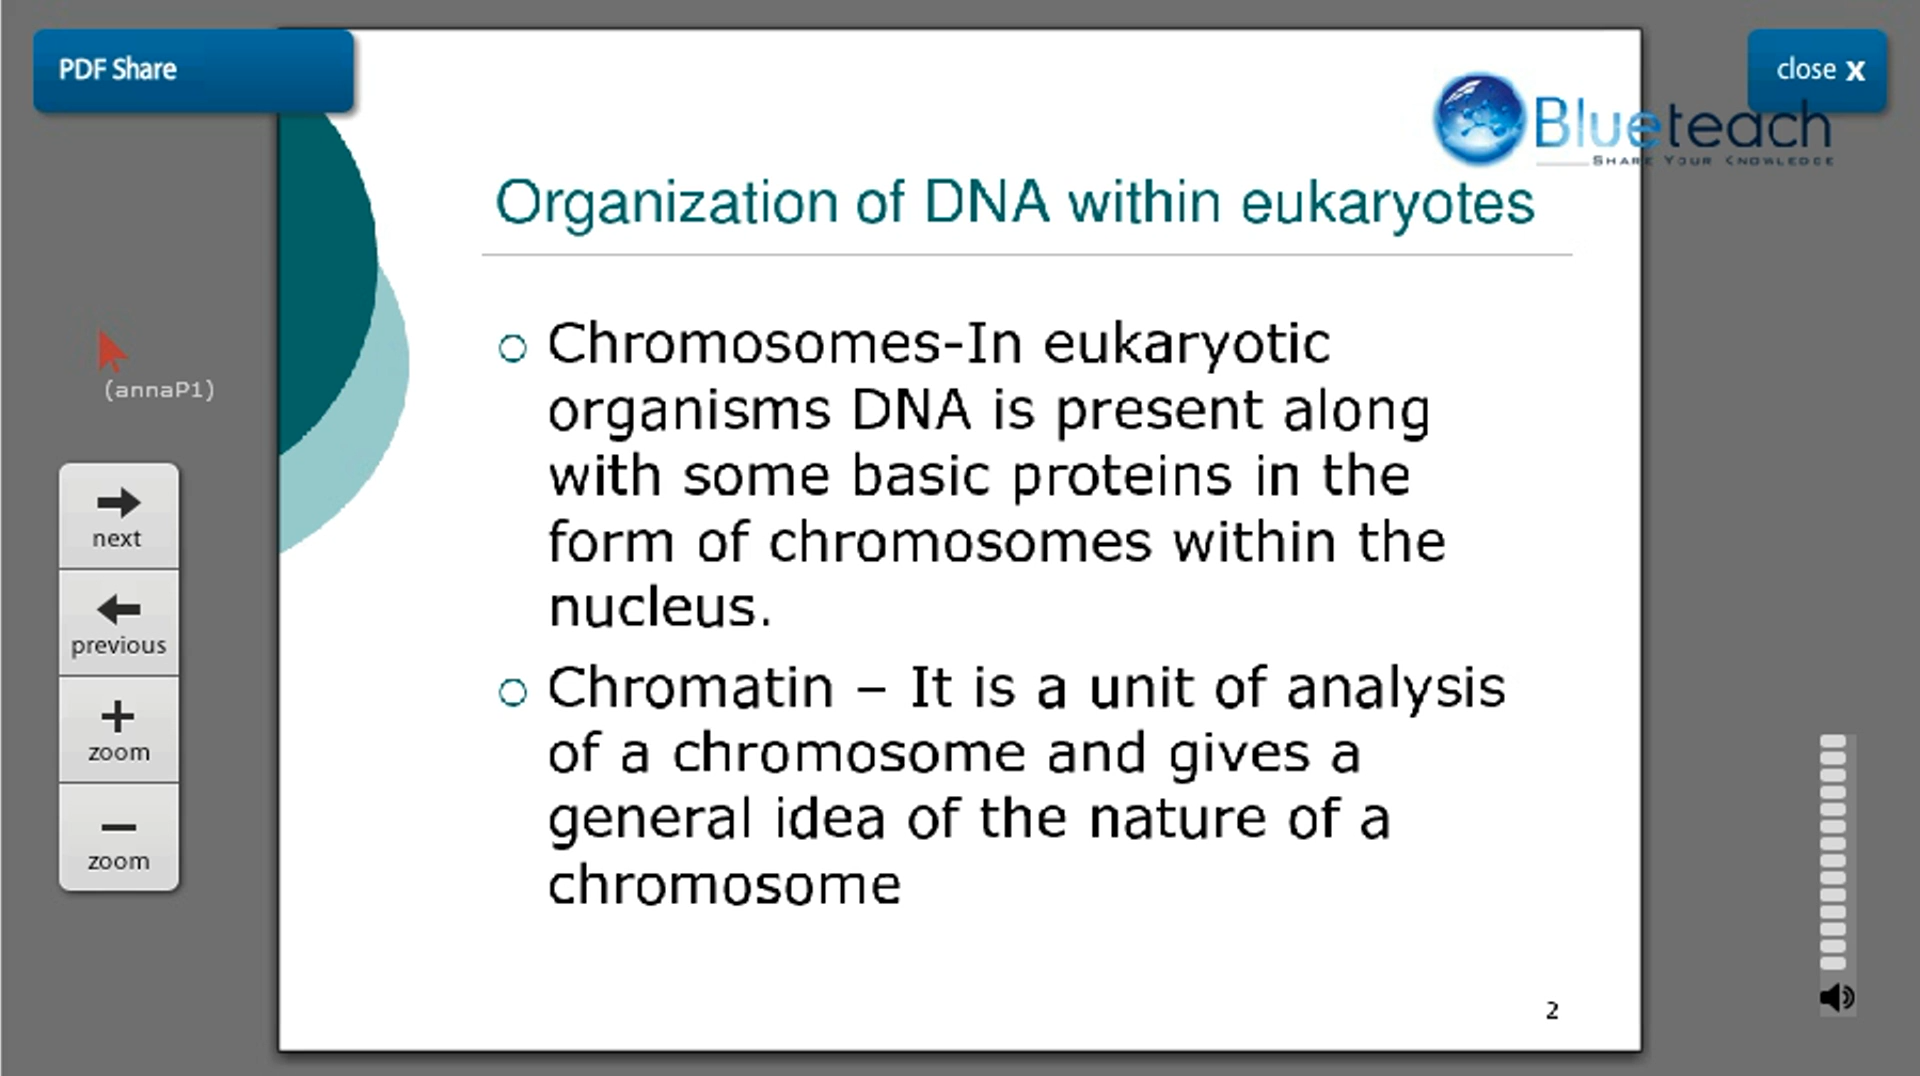 PDF Share
close x
Blueteach
SHARE YOUR KNOWLEDGE
Organization of DNA within eukaryotes
Chromosomes-In eukaryotic
organisms DNA is present along
with some basic proteins in the
form of chromosomes within the
nucleus.
Chromatin – It is a unit of analysis
of a chromosome and gives a
general idea of the nature of a
chromosome
(annaP1)
next
previous
+
zoom
–
zoom
2